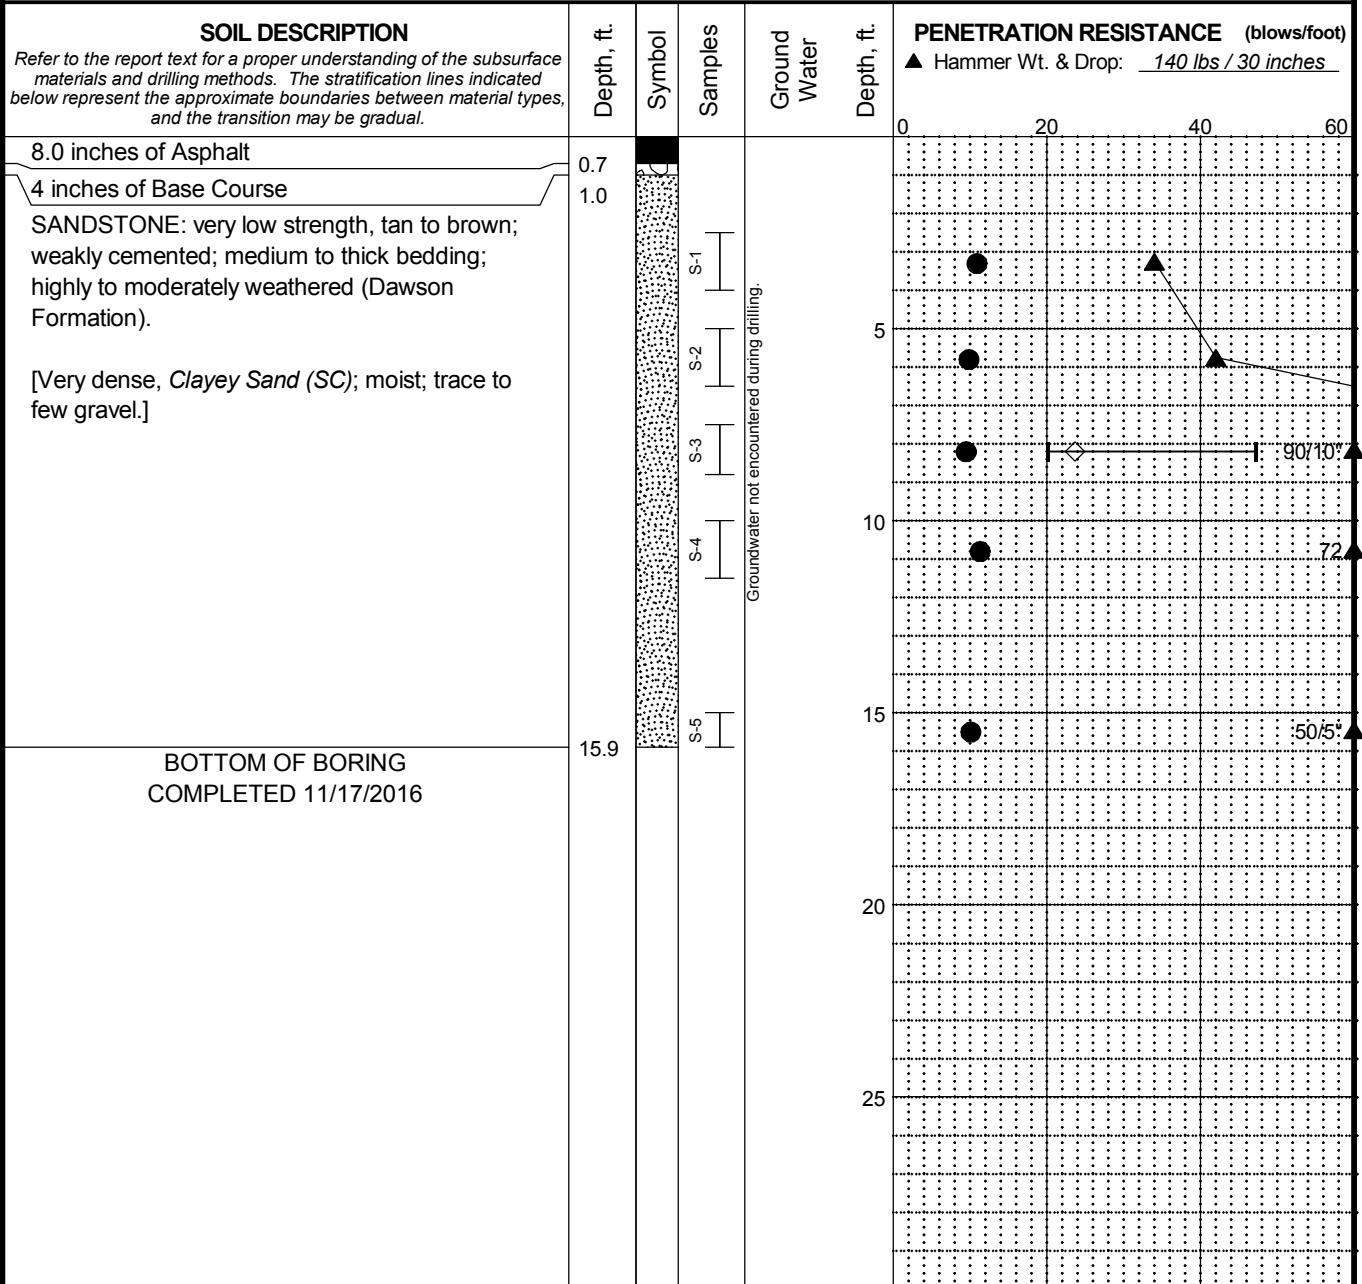 SOIL DESCRIPTION
Refer to the report text for a proper understanding of the subsurface
materials and drilling methods. The stratification lines indicated
below represent the approximate boundaries between material types,
and the transition may be gradual.
Depth, ft.
Symbol
Samples
Ground
Water
Depth, ft.
PENETRATION RESISTANCE (blows/foot)
▲ Hammer Wt. & Drop: 140 lbs / 30 inches
0 20 40 60
8.0 inches of Asphalt
0.7
4 inches of Base Course
1.0
SANDSTONE: very low strength, tan to brown;
weakly cemented; medium to thick bedding;
highly to moderately weathered (Dawson
Formation).
[Very dense, Clayey Sand (SC); moist; trace to
few gravel.]
15.9
BOTTOM OF BORING
COMPLETED 11/17/2016
S-1
S-2
S-3
S-4
S-5
Groundwater not encountered during drilling.
5
10
15
20
25
90/10"
72
50/5"